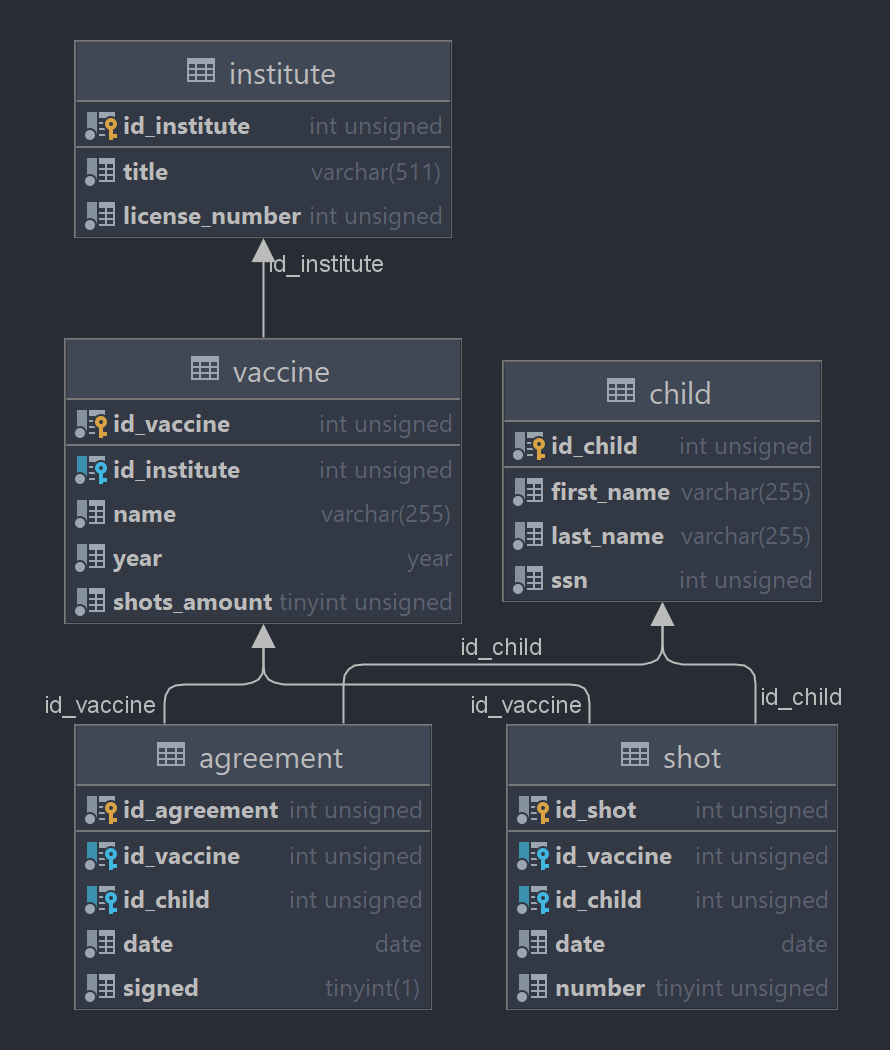 institute
id_institute int unsigned
title varchar(511)
license_number int unsigned
id_institute
vaccine
id_vaccine int unsigned
id_institute int unsigned
name varchar(255)
year year
shots_amount tinyint unsigned
child
id_child int unsigned
first_name varchar(255)
last_name varchar(255)
ssn int unsigned
id_child
id_vaccine
id_vaccine
id_child
agreement
id_agreement int unsigned
id_vaccine int unsigned
id_child int unsigned
date date
signed tinyint(1)
shot
id_shot int unsigned
id_vaccine int unsigned
id_child int unsigned
date date
number tinyint unsigned